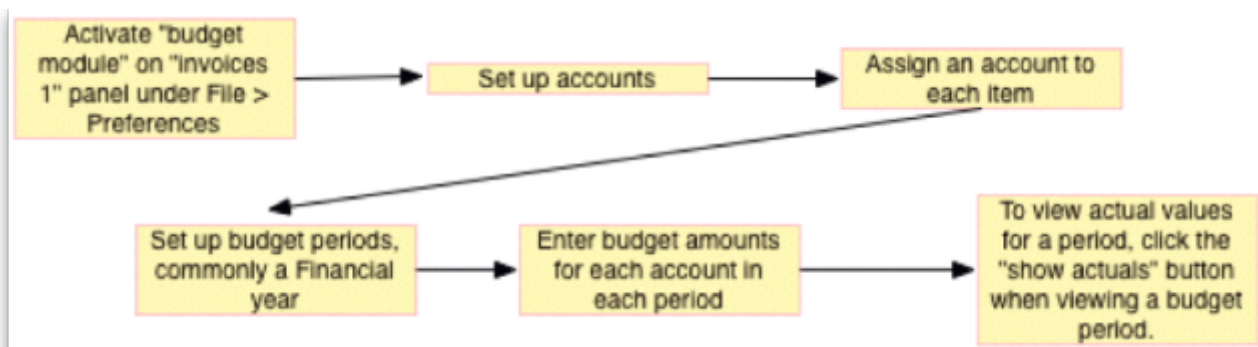 Activate "budget
module" on "invoices
1" panel under File >
Preferences
Set up accounts
Assign an account to
each item
Set up budget periods,
commonly a Financial
year
Enter budget amounts
for each account in
each period
To view actual values
for a period, click the
"show actuals" button
when viewing a budget
period.